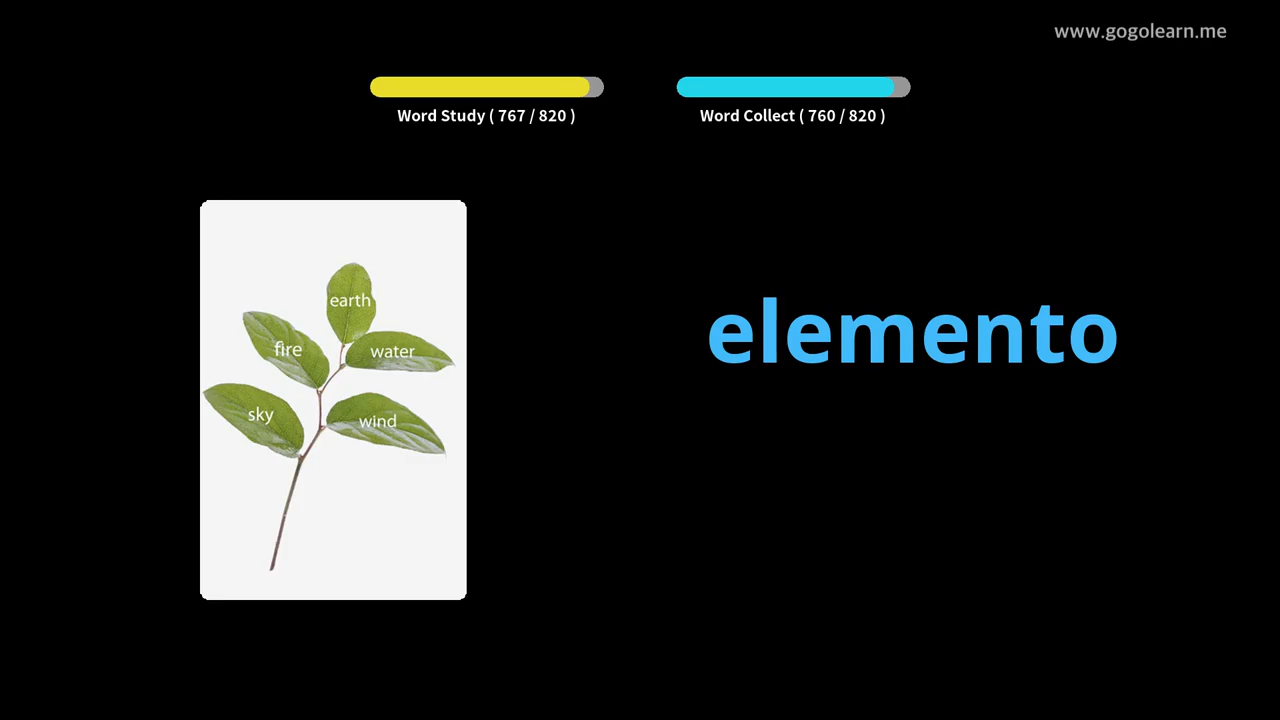 www.gogolearn.me
Word Study ( 767 / 820 )
Word Collect ( 760 / 820 )
earth
fire
water
sky
wind
elemento